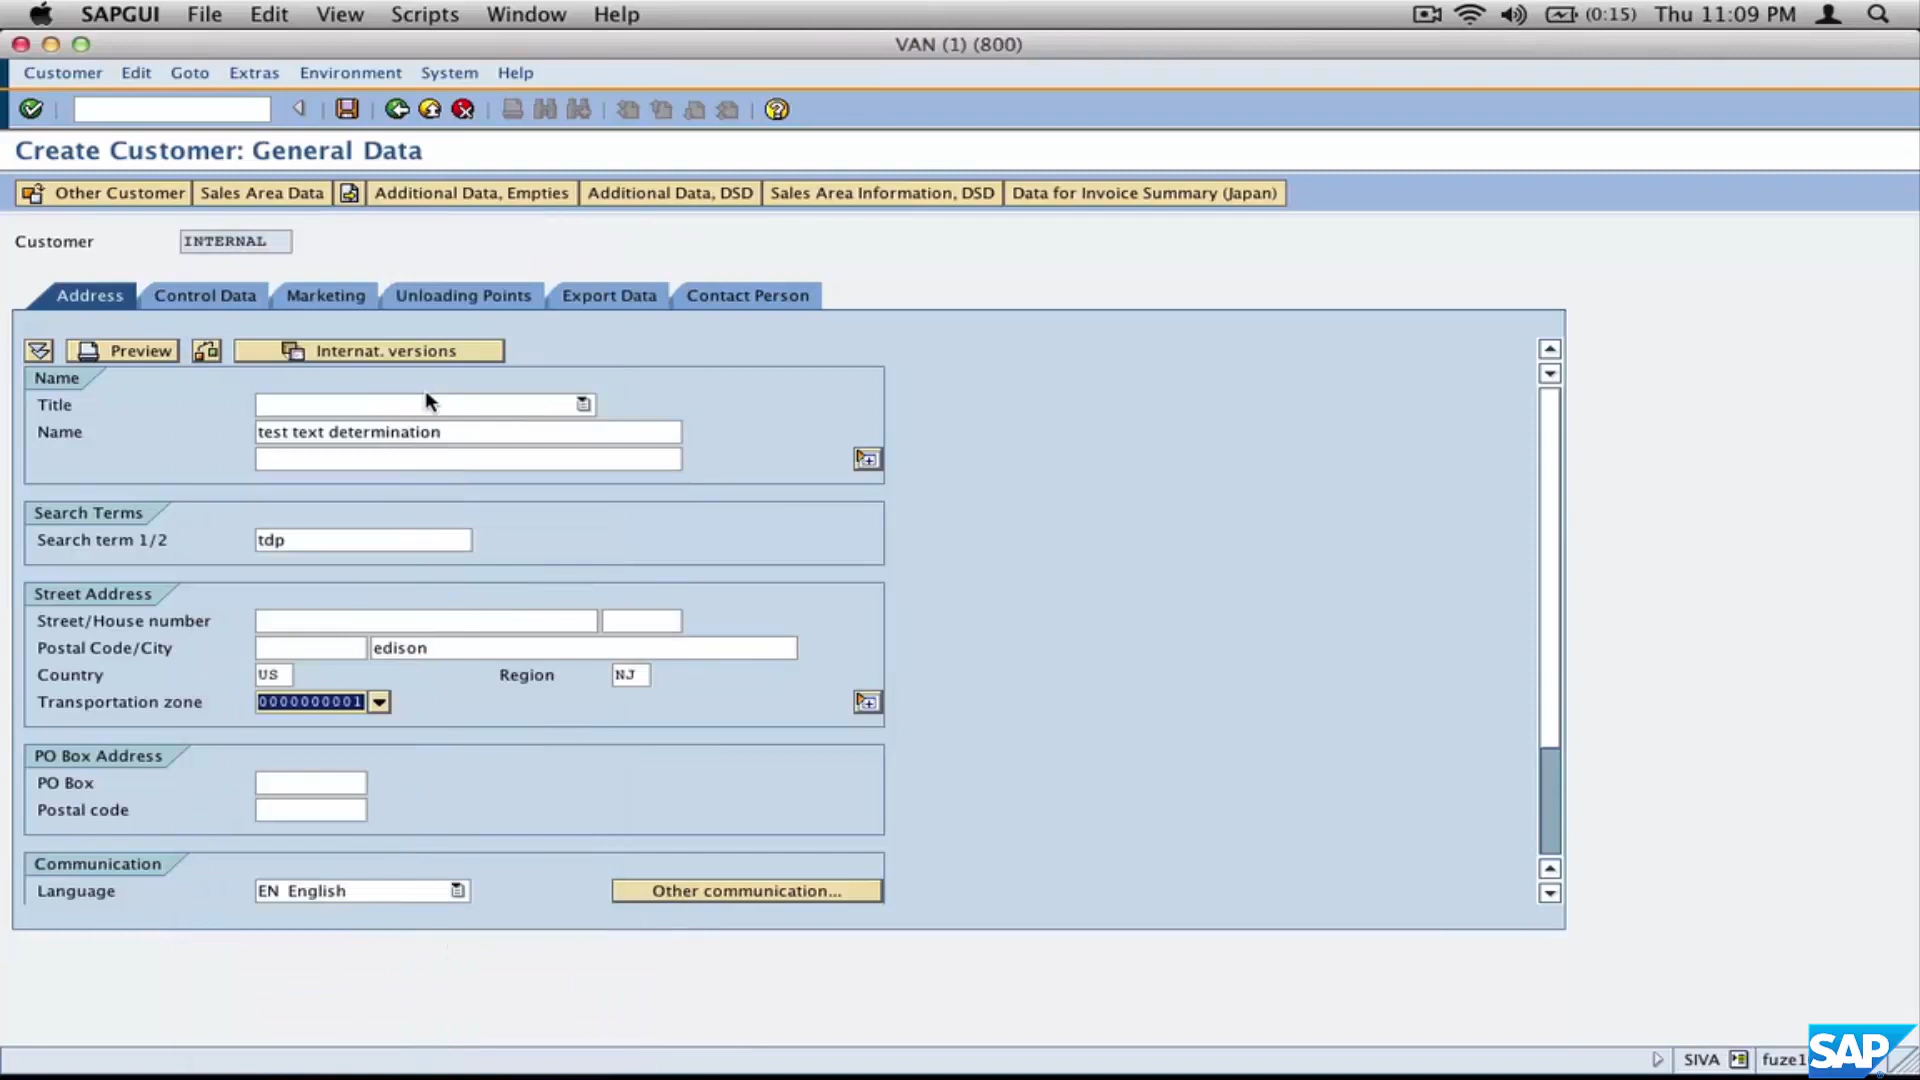 SAPGUI File Edit View Scripts Window Help (0:15) Thu 11:09 PM
VAN (1) (800)
Customer Edit Goto Extras Environment System Help
Create Customer: General Data
Other Customer Sales Area Data Additional Data, Empties Additional Data, DSD Sales Area Information, DSD Data for Invoice Summary (Japan)
Customer INTERNAL
Address Control Data Marketing Unloading Points Export Data Contact Person
Preview Internat. versions
Name
Title
Name test text determination
Search Terms
Search term 1/2 tdp
Street Address
Street/House number
Postal Code/City edison
Country US Region NJ
Transportation zone 0000000001
PO Box Address
PO Box
Postal code
Communication
Language EN English Other communication...
SIVA fuze1
SAP